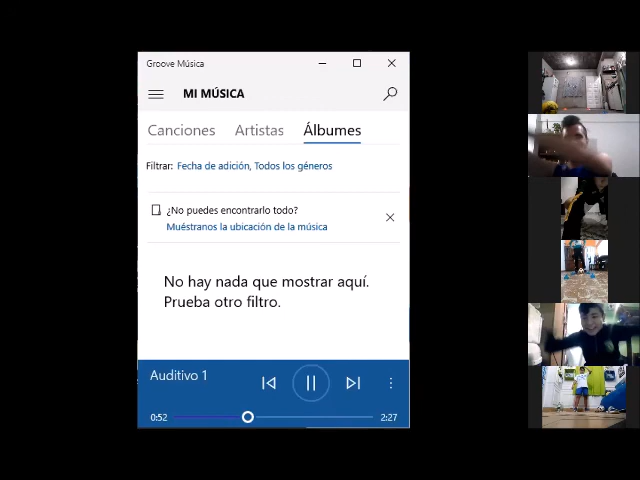 Groove Música
MI MÚSICA
Canciones Artistas Álbumes
Filtrar: Fecha de adición, Todos los géneros
¿No puedes encontrarlo todo?
Muéstranos la ubicación de la música
No hay nada que mostrar aquí.
Prueba otro filtro.
Auditivo 1
0:52 2:27